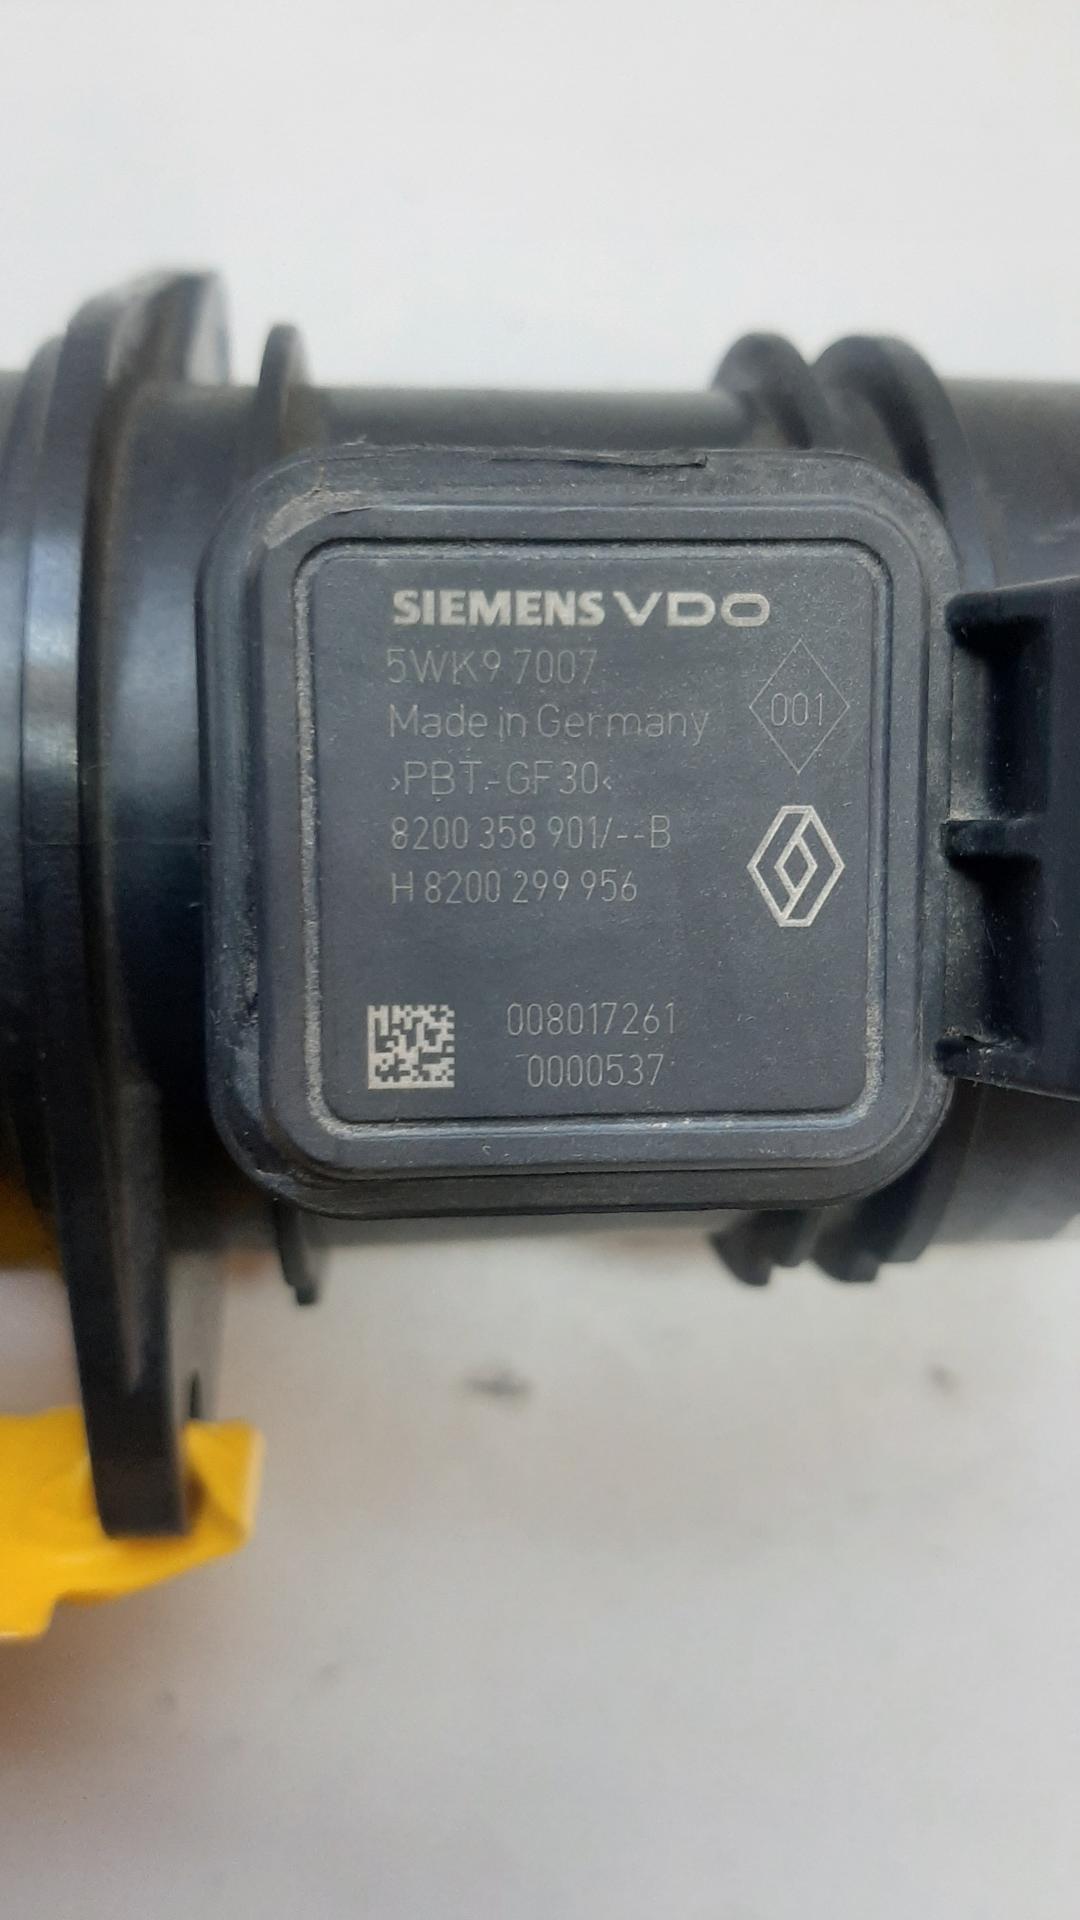 SIEMENS VDO
5WK9 7007
Made in Germany
001
>PBT-GF30<
8200 358 901/--B
H 8200 299 956
008017261
0000537